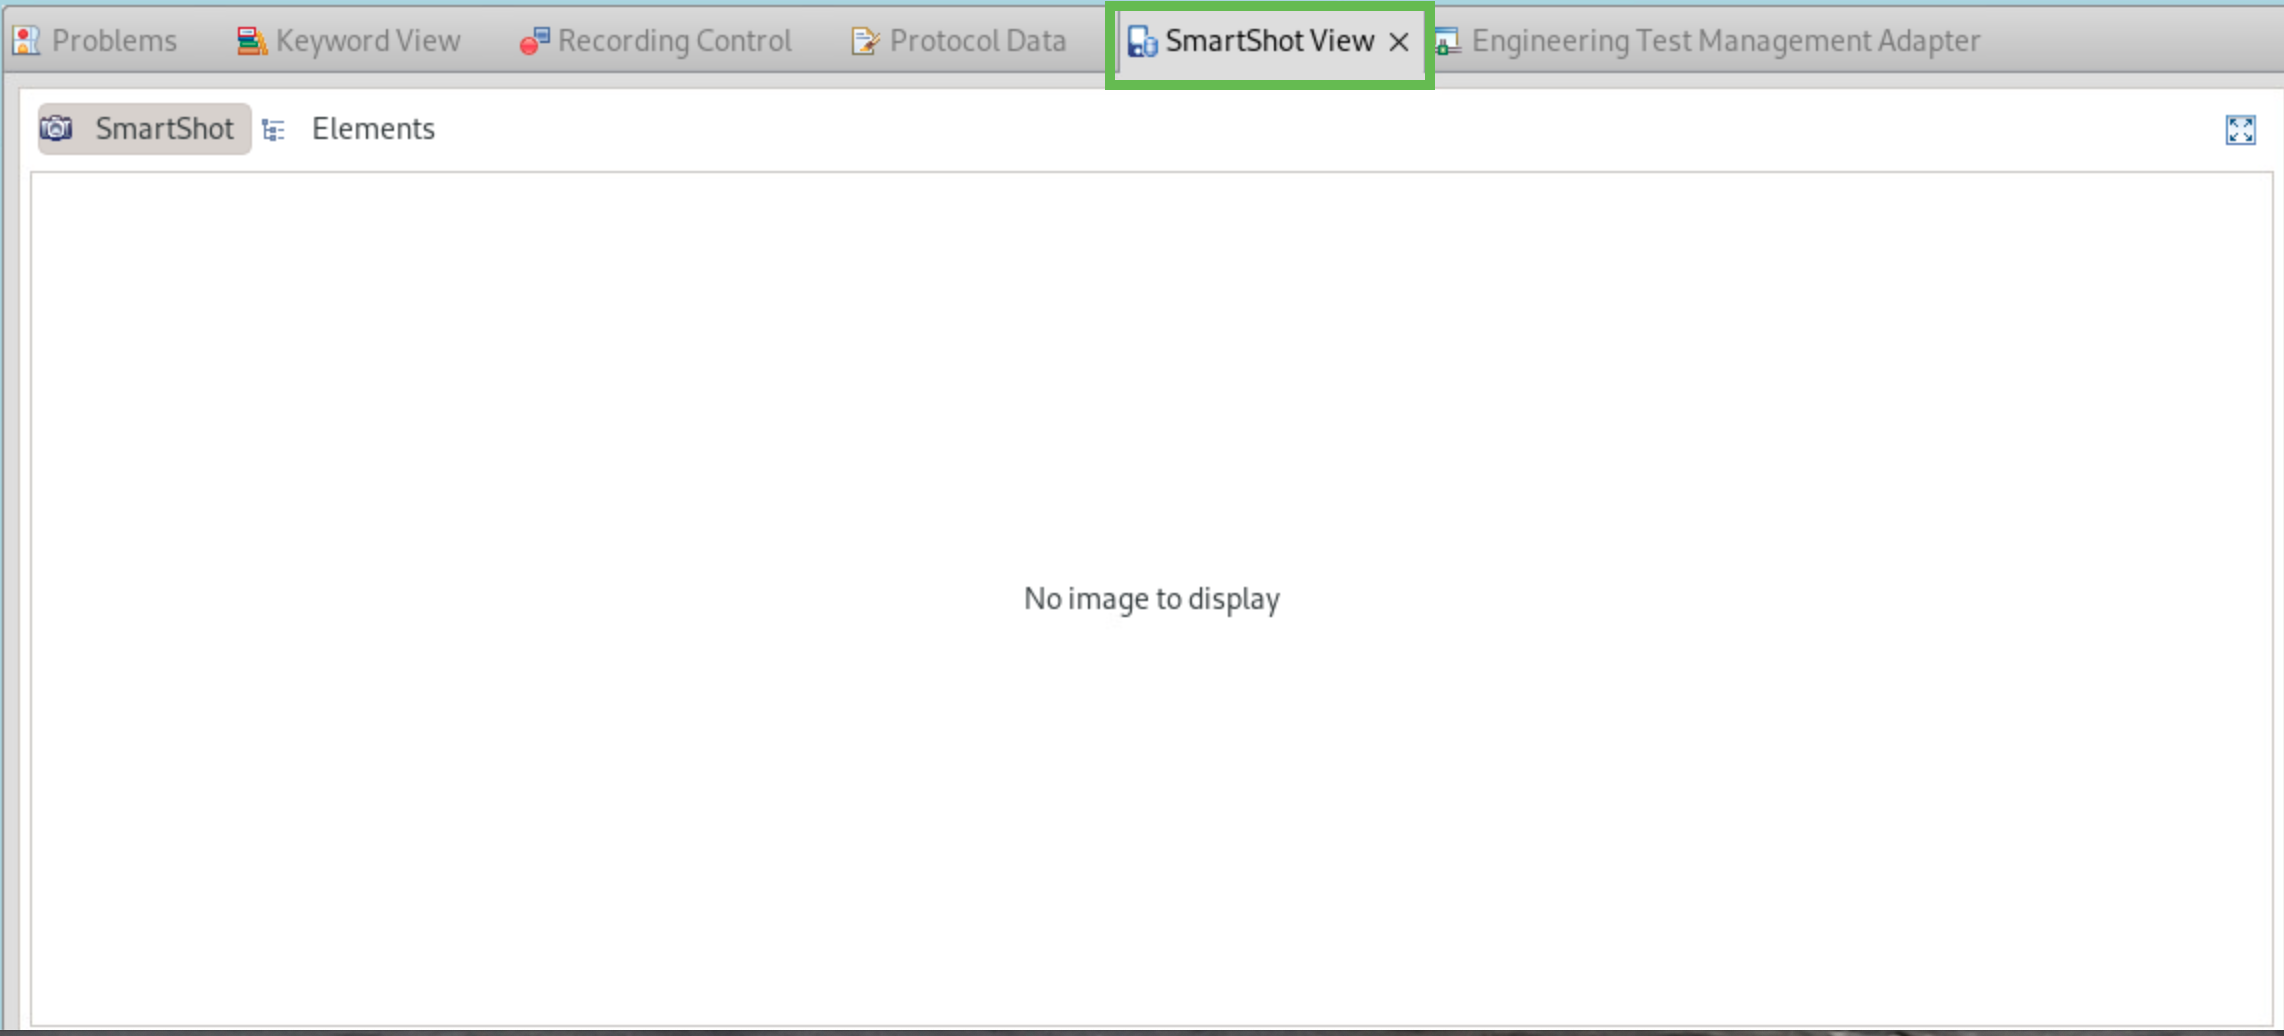 Problems Keyword View Recording Control Protocol Data SmartShot View Engineering Test Management Adapter
SmartShot Elements
No image to display